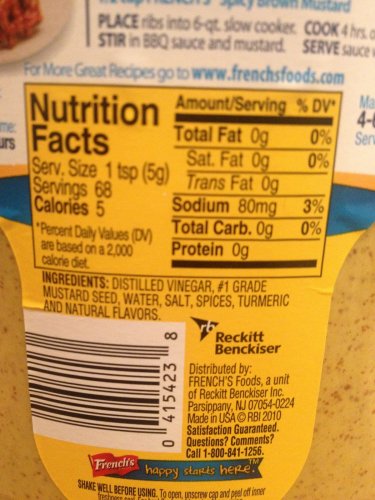 FRENCH'S Spicy Brown Mustard
PLACE ribs into 6-qt. slow cooker. COOK 4 hrs.
STIR in BBQ sauce and mustard. SERVE sauce
For More Great Recipes go to www.frenchsfoods.com
Nutrition
Facts
Serv. Size 1 tsp (5g)
Servings 68
Calories 5
*Percent Daily Values (DV)
are based on a 2,000
calorie diet.
Amount/Serving % DV*
Total Fat 0g 0%
Sat. Fat 0g 0%
Trans Fat 0g
Sodium 80mg 3%
Total Carb. 0g 0%
Protein 0g
INGREDIENTS: DISTILLED VINEGAR, #1 GRADE
MUSTARD SEED, WATER, SALT, SPICES, TURMERIC
AND NATURAL FLAVORS.
0 415423 8
rb
Reckitt
Benckiser
Distributed by:
FRENCH'S Foods, a unit
of Reckitt Benckiser Inc.
Parsippany, NJ 07054-0224
Made in USA © RBI 2010
Satisfaction Guaranteed.
Questions? Comments?
Call 1-800-841-1256.
French's happy starts here.™
SHAKE WELL BEFORE USING. To open, unscrew cap and peel off inner